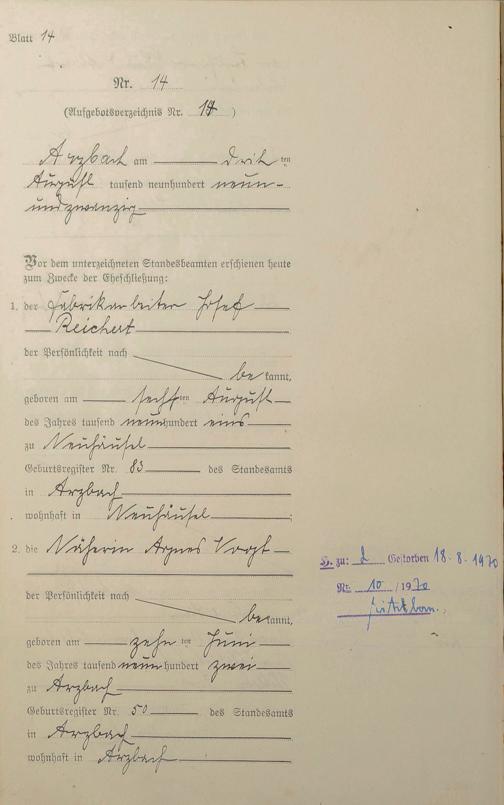 Blatt 14
Nr. 14
(Aufgebotsverzeichnis Nr. 14)
Arzbach am dritten
August tausend neunhundert neun-
undzwanzig
Vor dem unterzeichneten Standesbeamten erschienen heute
zum Zwecke der Eheschließung:
1. der Fabrikarbeiter Josef
Reichert
der Persönlichkeit nach
bekannt,
geboren am sechsten August
des Jahres tausend neunhundert eins
zu Neuhäusel
Geburtsregister Nr. 83 des Standesamts
in Arzbach
wohnhaft in Neuhäusel;
2. die Näherin Agnes Vogt
der Persönlichkeit nach
bekannt,
geboren am zehnten Juni
des Jahres tausend neunhundert zwei
zu Arzbach
Geburtsregister Nr. 50 des Standesamts
in Arzbach
wohnhaft in Arzbach
H. zu: 2 Gestorben 18.8.1970
Nr. 10 / 1970